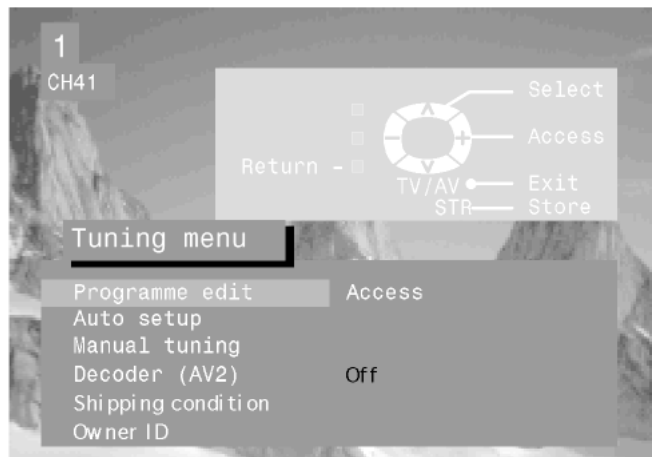 1
CH41
Select
Access
Return
TV/AV Exit
STR Store
Tuning menu
Programme edit Access
Auto setup
Manual tuning
Decoder (AV2) Off
Shipping condition
Owner ID